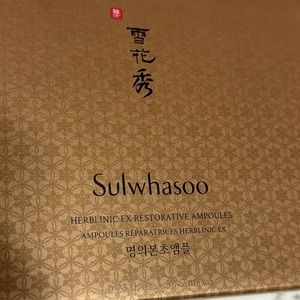 雪
花
秀
Sulwhasoo
HERBLINIC EX RESTORATIVE AMPOULES
AMPOULES RÉPARATRICES HERBLINIC EX
명의본초앰플